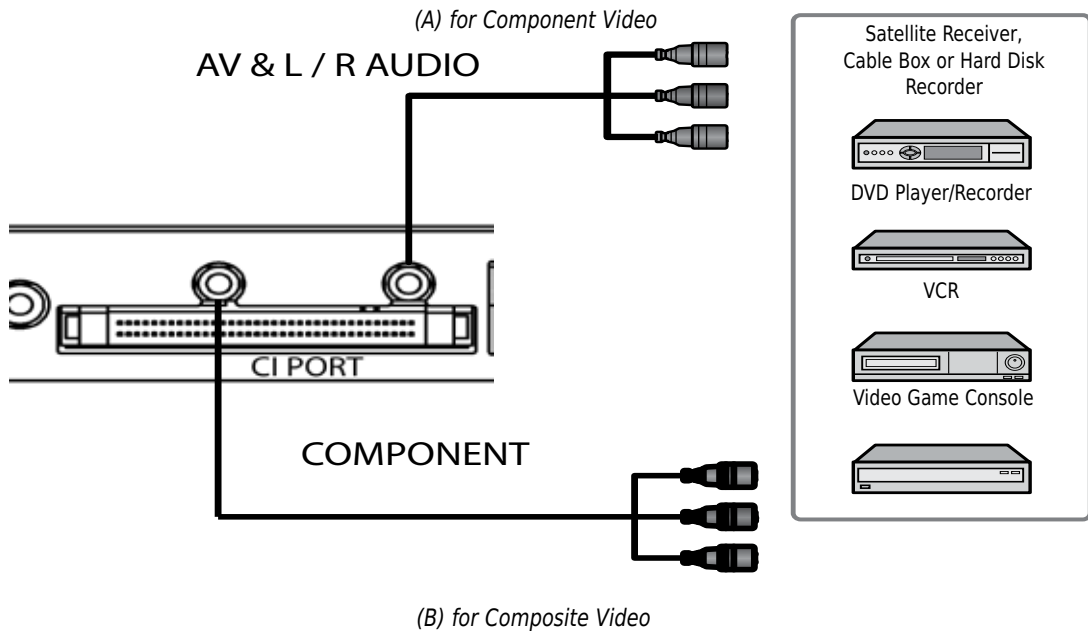 (A) for Component Video
AV & L / R AUDIO
CI PORT
COMPONENT
(B) for Composite Video
Satellite Receiver,
Cable Box or Hard Disk
Recorder
DVD Player/Recorder
VCR
Video Game Console